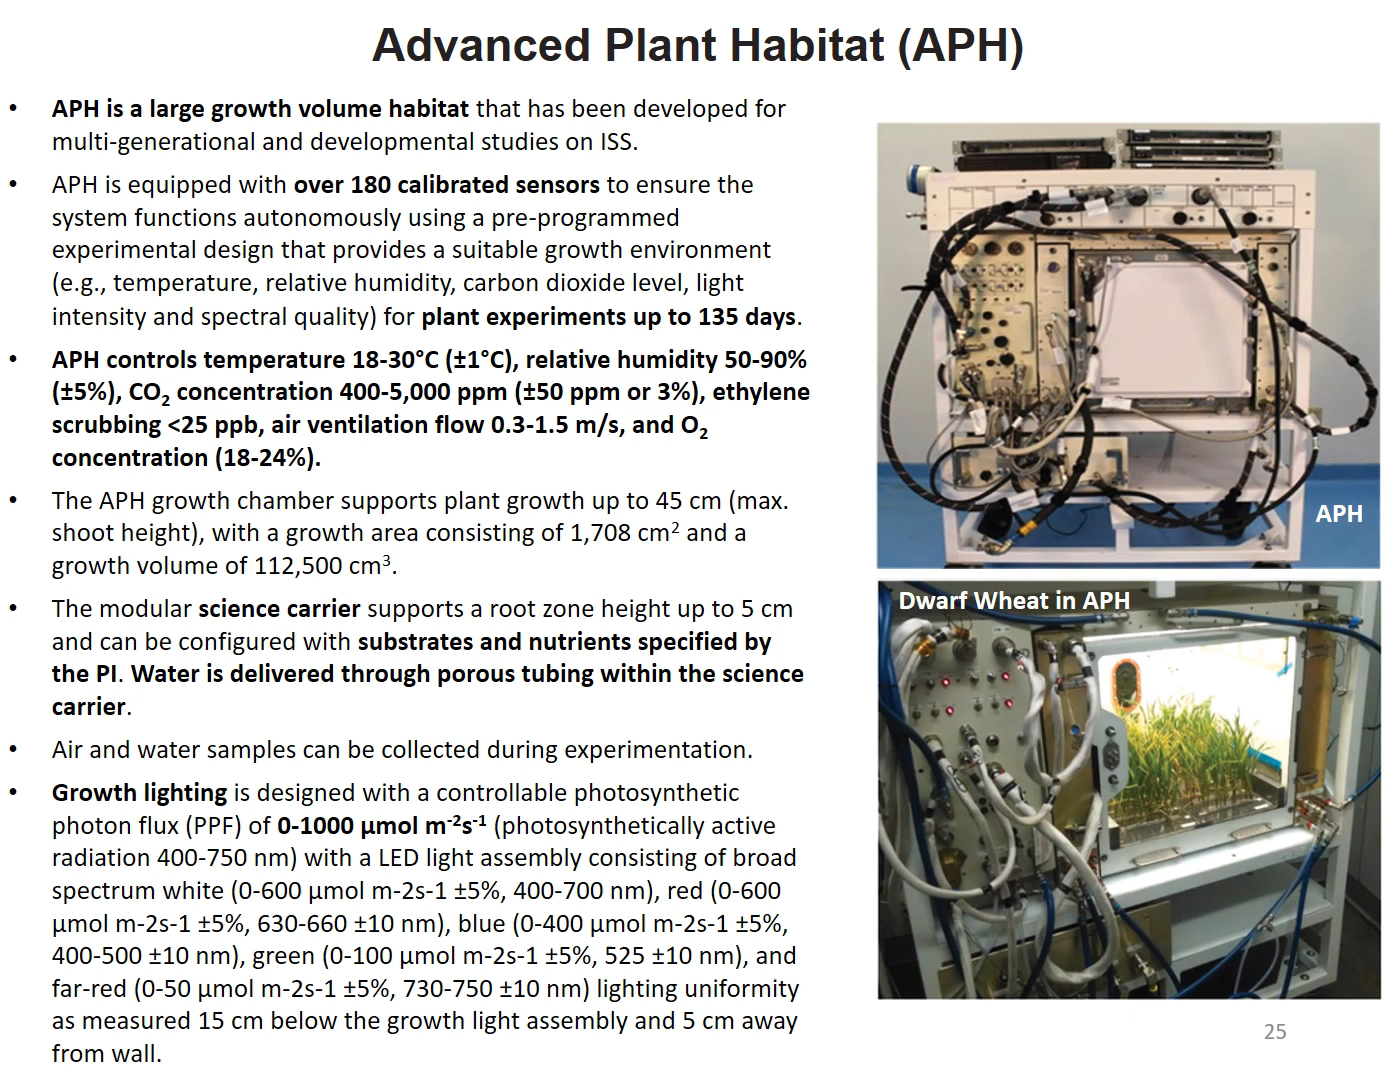 Advanced Plant Habitat (APH)
• APH is a large growth volume habitat that has been developed for
multi-generational and developmental studies on ISS.
• APH is equipped with over 180 calibrated sensors to ensure the
system functions autonomously using a pre-programmed
experimental design that provides a suitable growth environment
(e.g., temperature, relative humidity, carbon dioxide level, light
intensity and spectral quality) for plant experiments up to 135 days.
• APH controls temperature 18-30°C (±1°C), relative humidity 50-90%
(±5%), CO₂ concentration 400-5,000 ppm (±50 ppm or 3%), ethylene
scrubbing <25 ppb, air ventilation flow 0.3-1.5 m/s, and O₂
concentration (18-24%).
• The APH growth chamber supports plant growth up to 45 cm (max.
shoot height), with a growth area consisting of 1,708 cm² and a
growth volume of 112,500 cm³.
• The modular science carrier supports a root zone height up to 5 cm
and can be configured with substrates and nutrients specified by
the PI. Water is delivered through porous tubing within the science
carrier.
• Air and water samples can be collected during experimentation.
• Growth lighting is designed with a controllable photosynthetic
photon flux (PPF) of 0-1000 µmol m⁻²s⁻¹ (photosynthetically active
radiation 400-750 nm) with a LED light assembly consisting of broad
spectrum white (0-600 µmol m-2s-1 ±5%, 400-700 nm), red (0-600
µmol m-2s-1 ±5%, 630-660 ±10 nm), blue (0-400 µmol m-2s-1 ±5%,
400-500 ±10 nm), green (0-100 µmol m-2s-1 ±5%, 525 ±10 nm), and
far-red (0-50 µmol m-2s-1 ±5%, 730-750 ±10 nm) lighting uniformity
as measured 15 cm below the growth light assembly and 5 cm away
from wall.
APH
Dwarf Wheat in APH
25